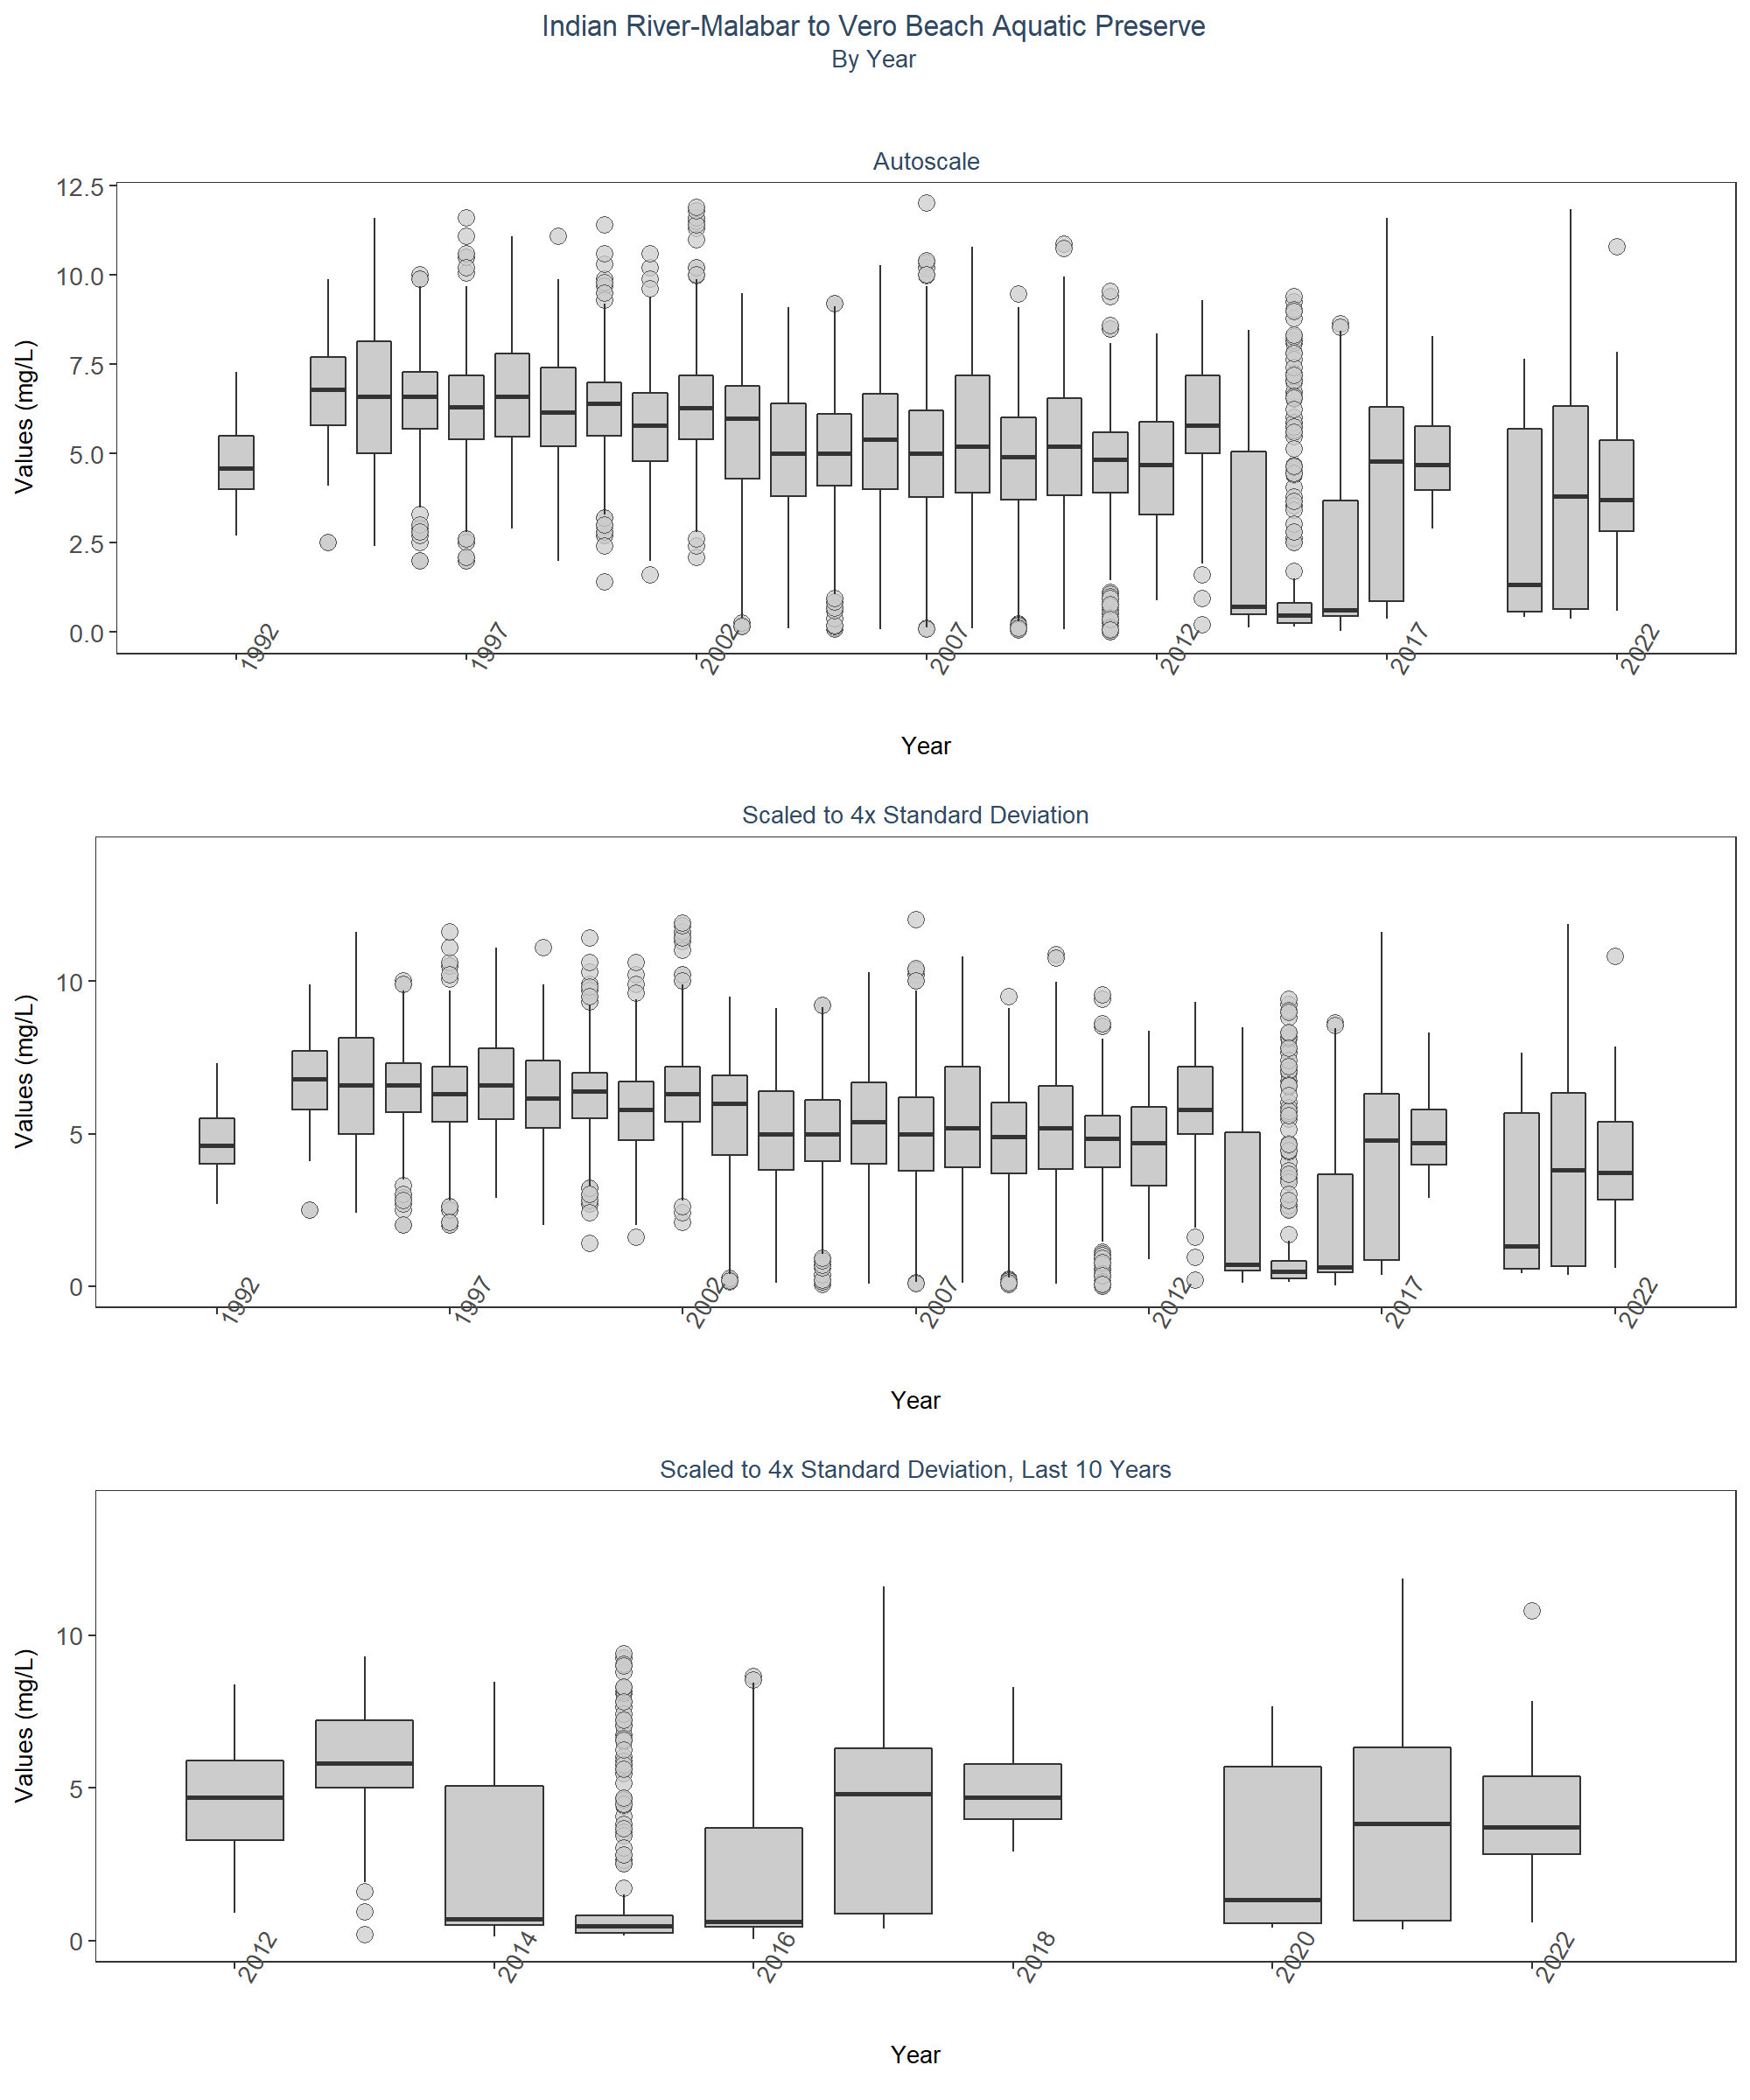 Indian River-Malabar to Vero Beach Aquatic Preserve
By Year
Autoscale
Values (mg/L)
12.5
10.0
7.5
5.0
2.5
0.0
1992 1997 2002 2007 2012 2017 2022
Year
Scaled to 4x Standard Deviation
Values (mg/L)
10
5
0
1992 1997 2002 2007 2012 2017 2022
Year
Scaled to 4x Standard Deviation, Last 10 Years
Values (mg/L)
10
5
0
2012 2014 2016 2018 2020 2022
Year